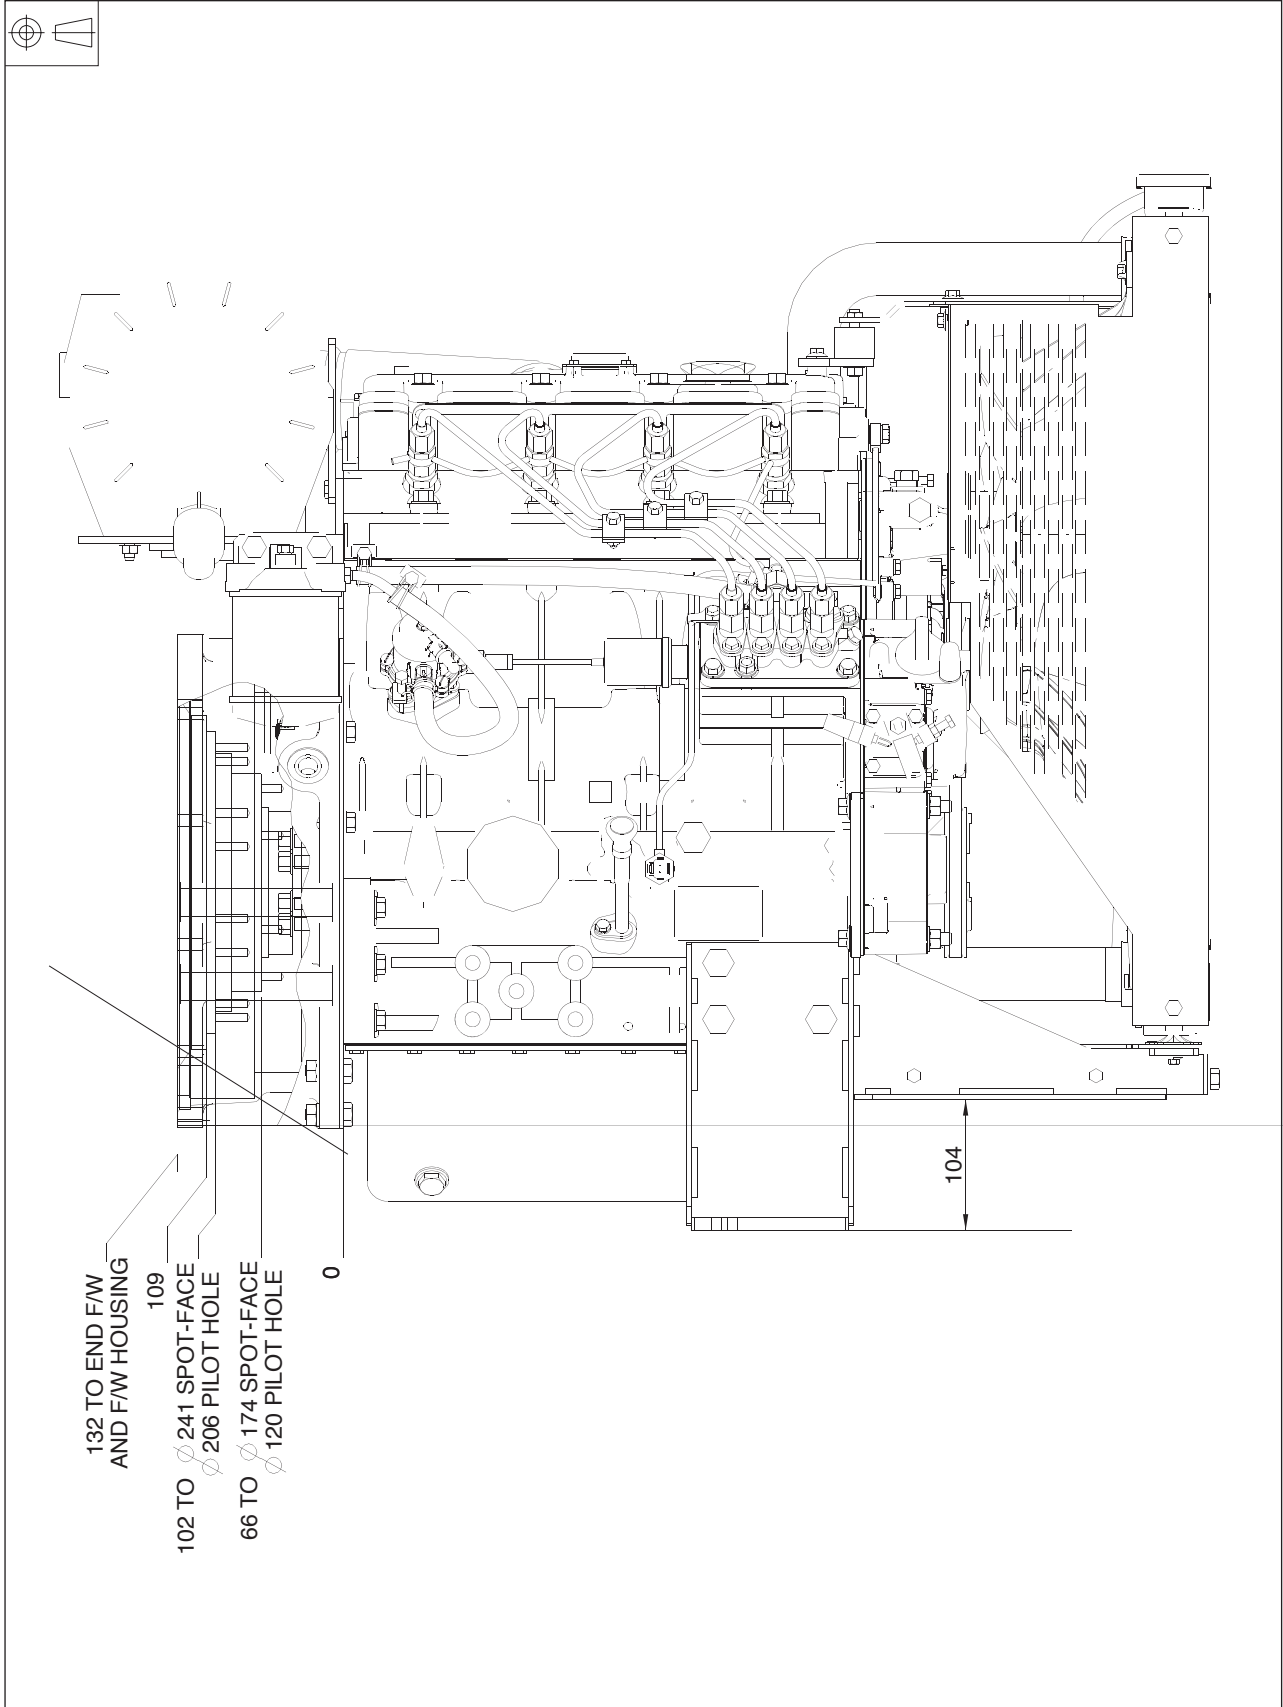 132 TO END F/W
AND F/W HOUSING
109
102 TO ∅ 241 SPOT-FACE
∅ 206 PILOT HOLE
66 TO ∅ 174 SPOT-FACE
∅ 120 PILOT HOLE
0
104